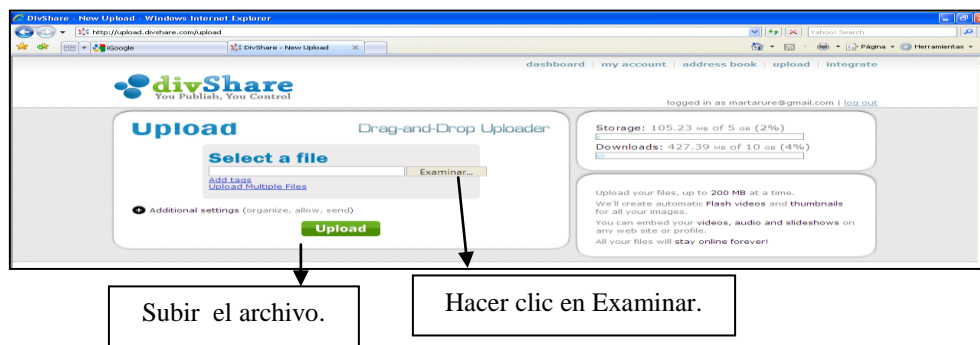 DivShare - New Upload - Windows Internet Explorer
http://upload.divshare.com/upload
Yahoo! Search
iGoogle
DivShare - New Upload
Página
Herramientas
dashboard | my account | address book | upload | integrate
divShare
You Publish, You Control
logged in as martarure@gmail.com | log out
Upload
Drag-and-Drop Uploader
Select a file
Examinar...
Add tags
Upload Multiple Files
Additional settings (organize, allow, send)
Upload
Storage: 105.23 MB of 5 GB (2%)
Downloads: 427.39 MB of 10 GB (4%)
Upload your files, up to 200 MB at a time.
We'll create automatic Flash videos and thumbnails
for all your images.
You can embed your videos, audio and slideshows on
any web site or profile.
All your files will stay online forever!
Subir el archivo.
Hacer clic en Examinar.